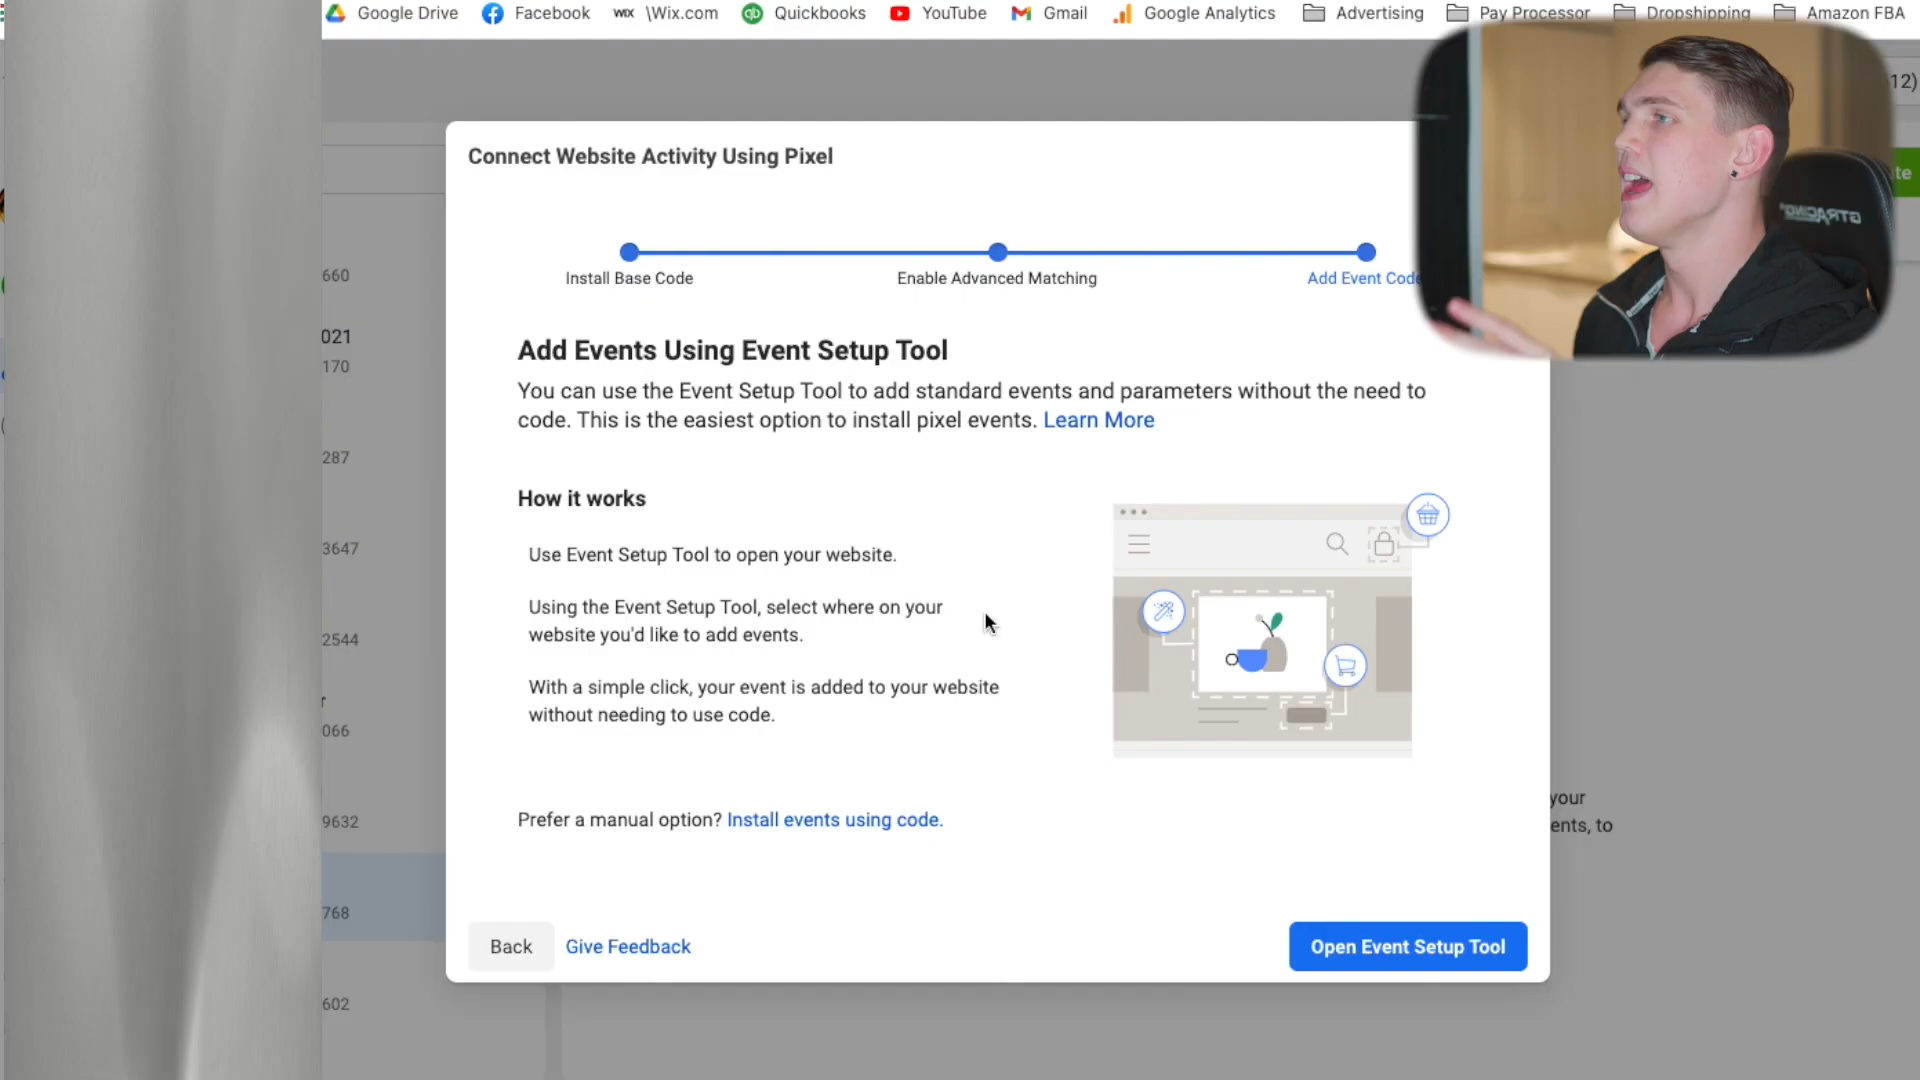 Google Drive Facebook WIX \Wix.com qb Quickbooks YouTube Gmail Google Analytics Advertising Pay Processor Dropshipping Amazon FBA
12)
Connect Website Activity Using Pixel
te
GTRACING
Install Base Code Enable Advanced Matching Add Event Code
660
021
170
Add Events Using Event Setup Tool
You can use the Event Setup Tool to add standard events and parameters without the need to
code. This is the easiest option to install pixel events. Learn More
287
How it works
3647
Use Event Setup Tool to open your website.
Using the Event Setup Tool, select where on your
website you'd like to add events.
2544
With a simple click, your event is added to your website
without needing to use code.
r
066
your
ents, to
9632
Prefer a manual option? Install events using code.
768
Back Give Feedback Open Event Setup Tool
602